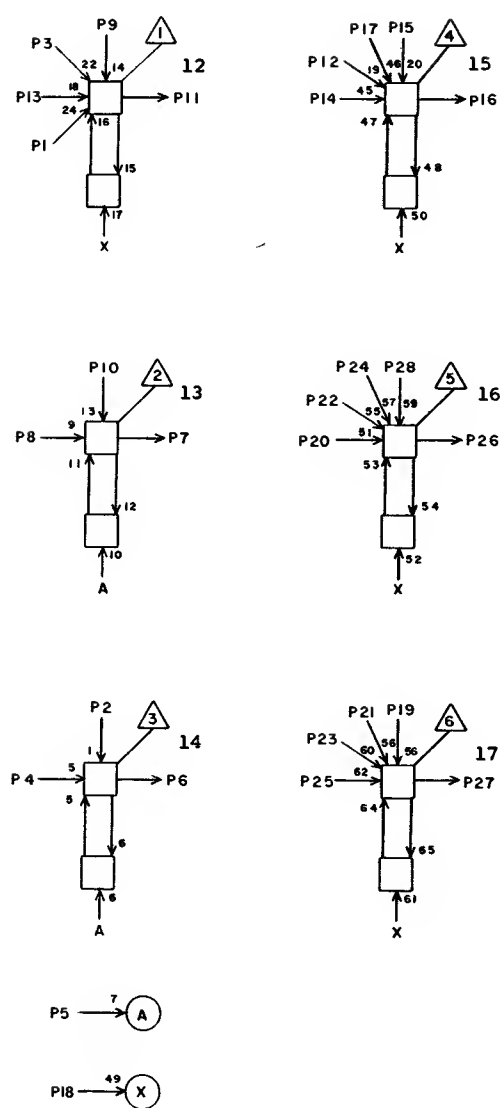 P9 1
P3 22 14 12
P13 18 P11
24 16
P1
15
17
X
P17 P15 4
P12 19 46 20 15
P14 45 P16
47
48
50
X
P10 2
13 13
P8 9 P7
11
12
10
A
P24 P28 5
P22 55 57 59 16
P20 51 P26
53
54
52
X
P2 3
1 14
P4 5 P6
5
6
6
A
P21 P19 6
P23 60 56 56 17
P25 62 P27
64
65
61
X
P5 7 A
P18 49 X